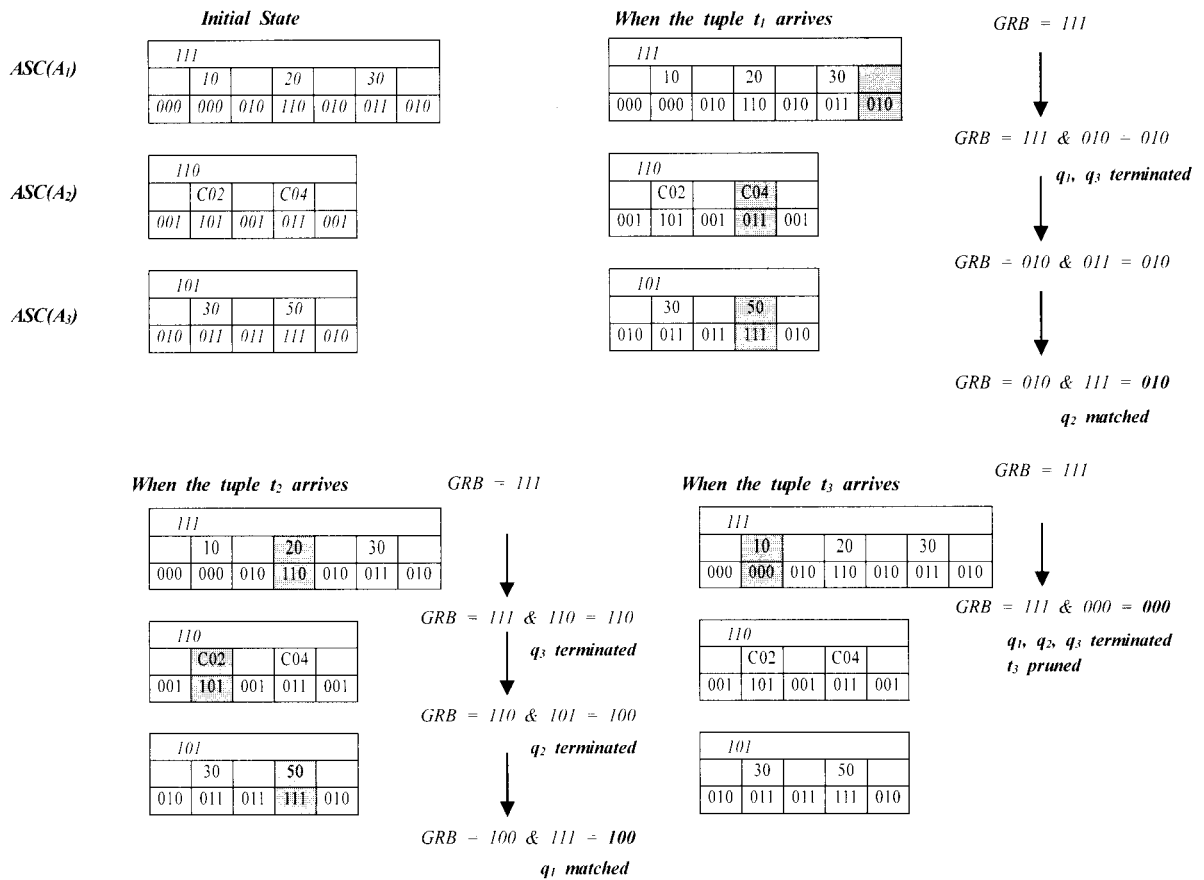 Initial State
ASC(A1)
111
10 20 30
000 000 010 110 010 011 010
ASC(A2)
110
C02 C04
001 101 001 011 001
ASC(A3)
101
30 50
010 011 011 111 010
When the tuple t1 arrives
111
10 20 30
000 000 010 110 010 011 010
110
C02 C04
001 101 001 011 001
101
30 50
010 011 011 111 010
GRB = 111
GRB = 111 & 010 = 010
q1, q3 terminated
GRB = 010 & 011 = 010
GRB = 010 & 111 = 010
q2 matched
When the tuple t2 arrives
111
10 20 30
000 000 010 110 010 011 010
110
C02 C04
001 101 001 011 001
101
30 50
010 011 011 111 010
GRB = 111
GRB = 111 & 110 = 110
q3 terminated
GRB = 110 & 101 = 100
q2 terminated
GRB = 100 & 111 = 100
q1 matched
When the tuple t3 arrives
111
10 20 30
000 000 010 110 010 011 010
110
C02 C04
001 101 001 011 001
101
30 50
010 011 011 111 010
GRB = 111
GRB = 111 & 000 = 000
q1, q2, q3 terminated
t3 pruned